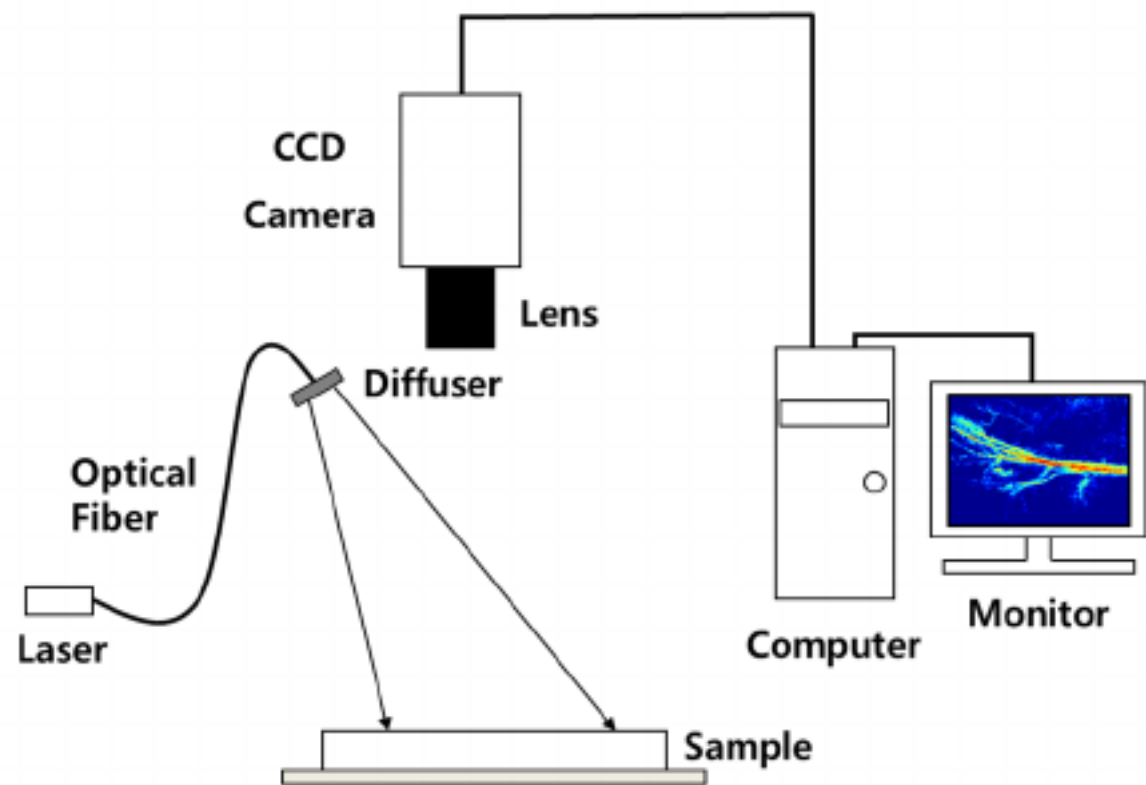 CCD
Camera
Lens
Diffuser
Optical
Fiber
Laser
Computer
Monitor
Sample